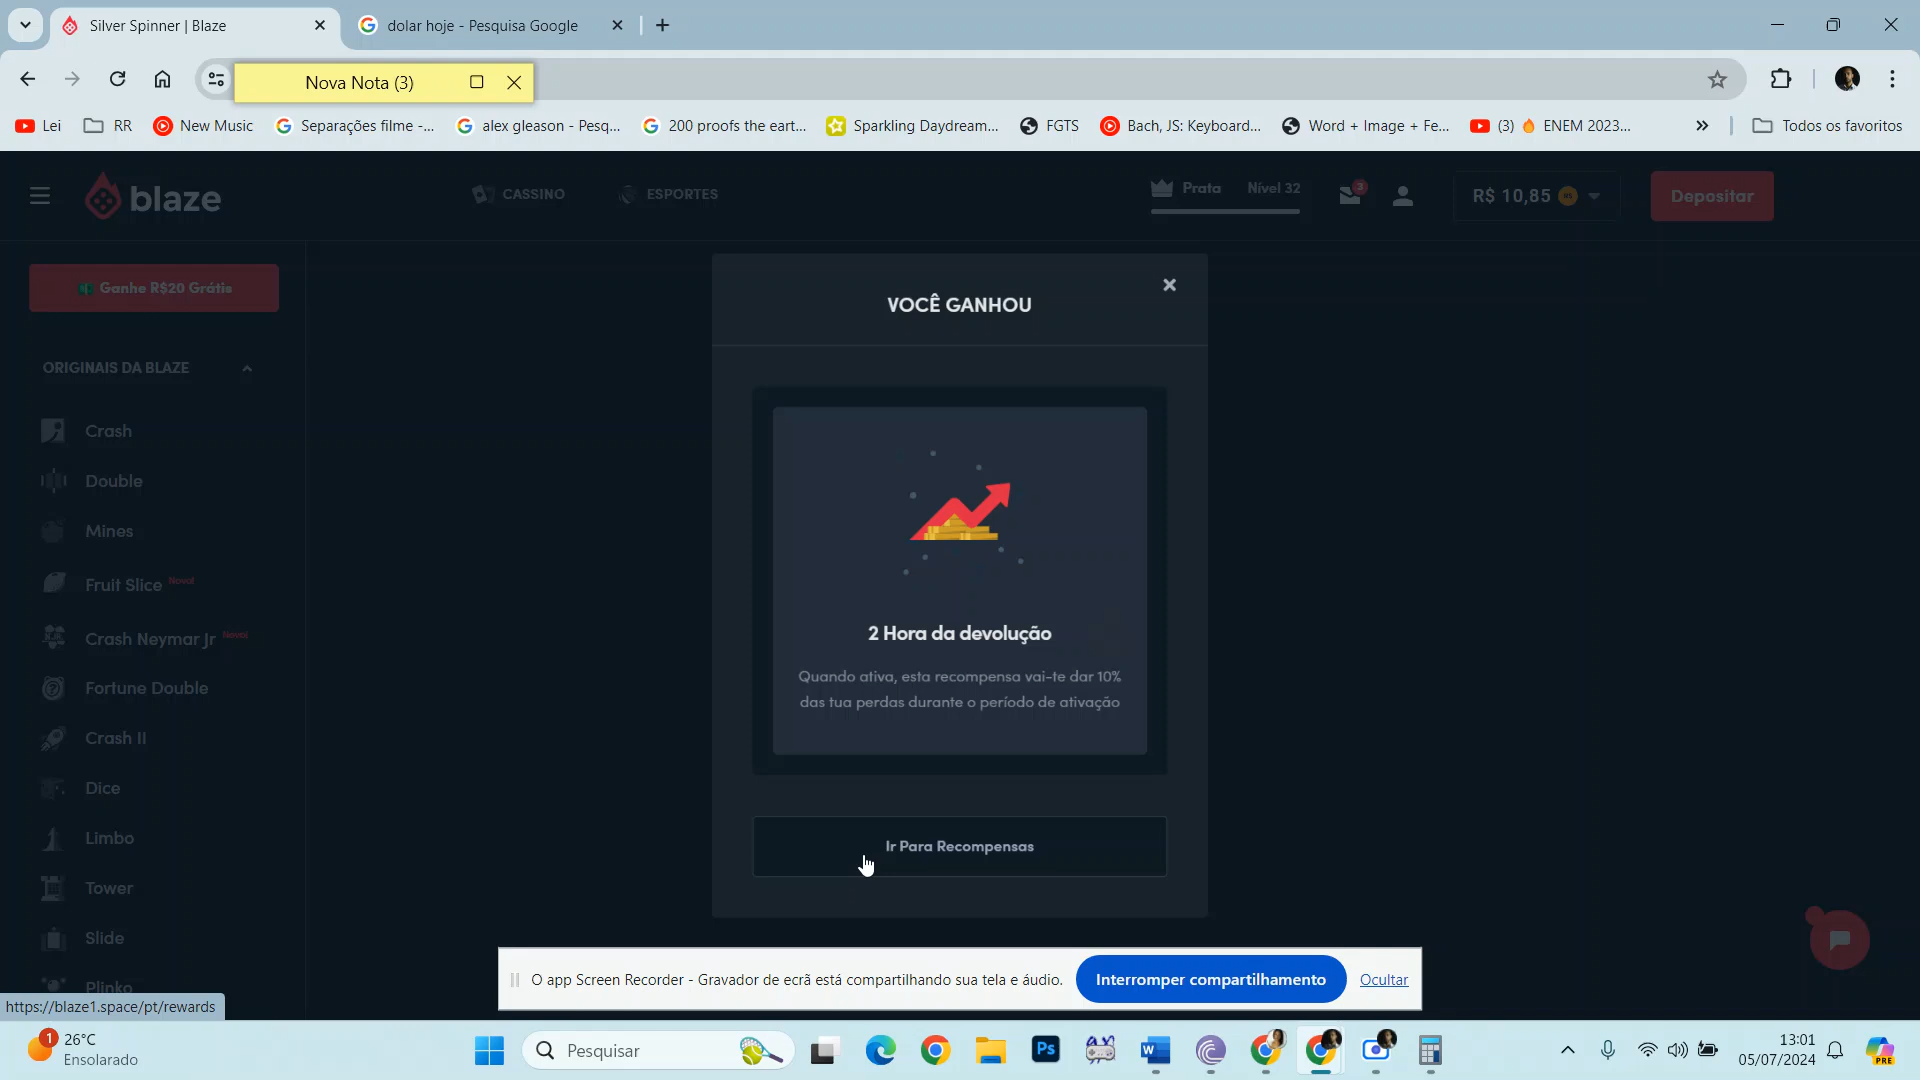 Silver Spinner | Blaze
dolar hoje - Pesquisa Google
Nova Nota (3)
Lei
RR
New Music
Separações filme -...
alex gleason - Pesq...
200 proofs the eart...
Sparkling Daydream...
FGTS
Bach, JS: Keyboard...
Word + Image + Fe...
(3) 🔥 ENEM 2023...
Todos os favoritos
blaze
CASSINO
ESPORTES
Prata
Nível 32
3
R$ 10,85
Depositar
Ganhe R$20 Grátis
ORIGINAIS DA BLAZE
Crash
Double
Mines
Fruit Slice Novo!
Crash Neymar Jr Novo!
Fortune Double
Crash II
Dice
Limbo
Tower
Slide
Plinko
VOCÊ GANHOU
2 Hora da devolução
Quando ativa, esta recompensa vai-te dar 10%
das tua perdas durante o período de ativação
Ir Para Recompensas
O app Screen Recorder - Gravador de ecrã está compartilhando sua tela e áudio.
Interromper compartilhamento
Ocultar
https://blaze1.space/pt/rewards
1
26°C
Ensolarado
Pesquisar
Ps
W
13:01
05/07/2024
PRE